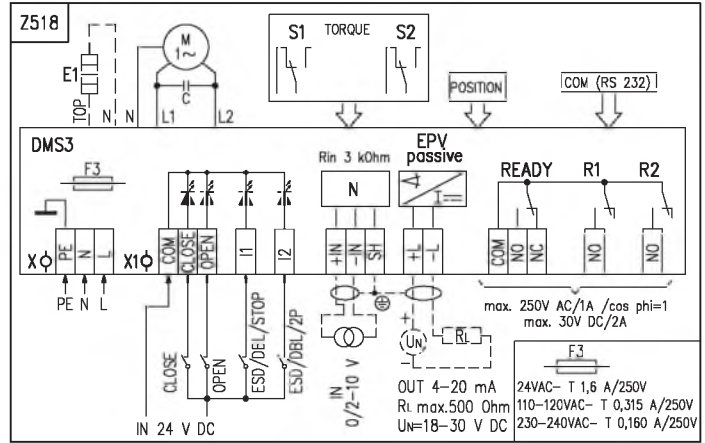 Z518
E1
TOP
N
N
M
1~
C
L1
L2
S1
TORQUE
S2
POSITION
COM (RS 232)
DMS3
F3
Rin 3 kOhm
N
EPV
passive
I
READY
R1
R2
X
PE
N
L
X1
COM
CLOSE
OPEN
I1
I2
+IN
-IN
SH
+L
-L
COM
NO
NC
NO
NO
PE N L
CLOSE
OPEN
ESD/DEL/STOP
ESD/DBL/2P
IN 24 V DC
IN
0/2-10 V
+
UN
-
RL
OUT 4-20 mA
RL max.500 Ohm
UN=18-30 V DC
max. 250V AC/1A /cos phi=1
max. 30V DC/2A
F3
24VAC- T 1,6 A/250V
110-120VAC- T 0,315 A/250V
230-240VAC- T 0,160 A/250V